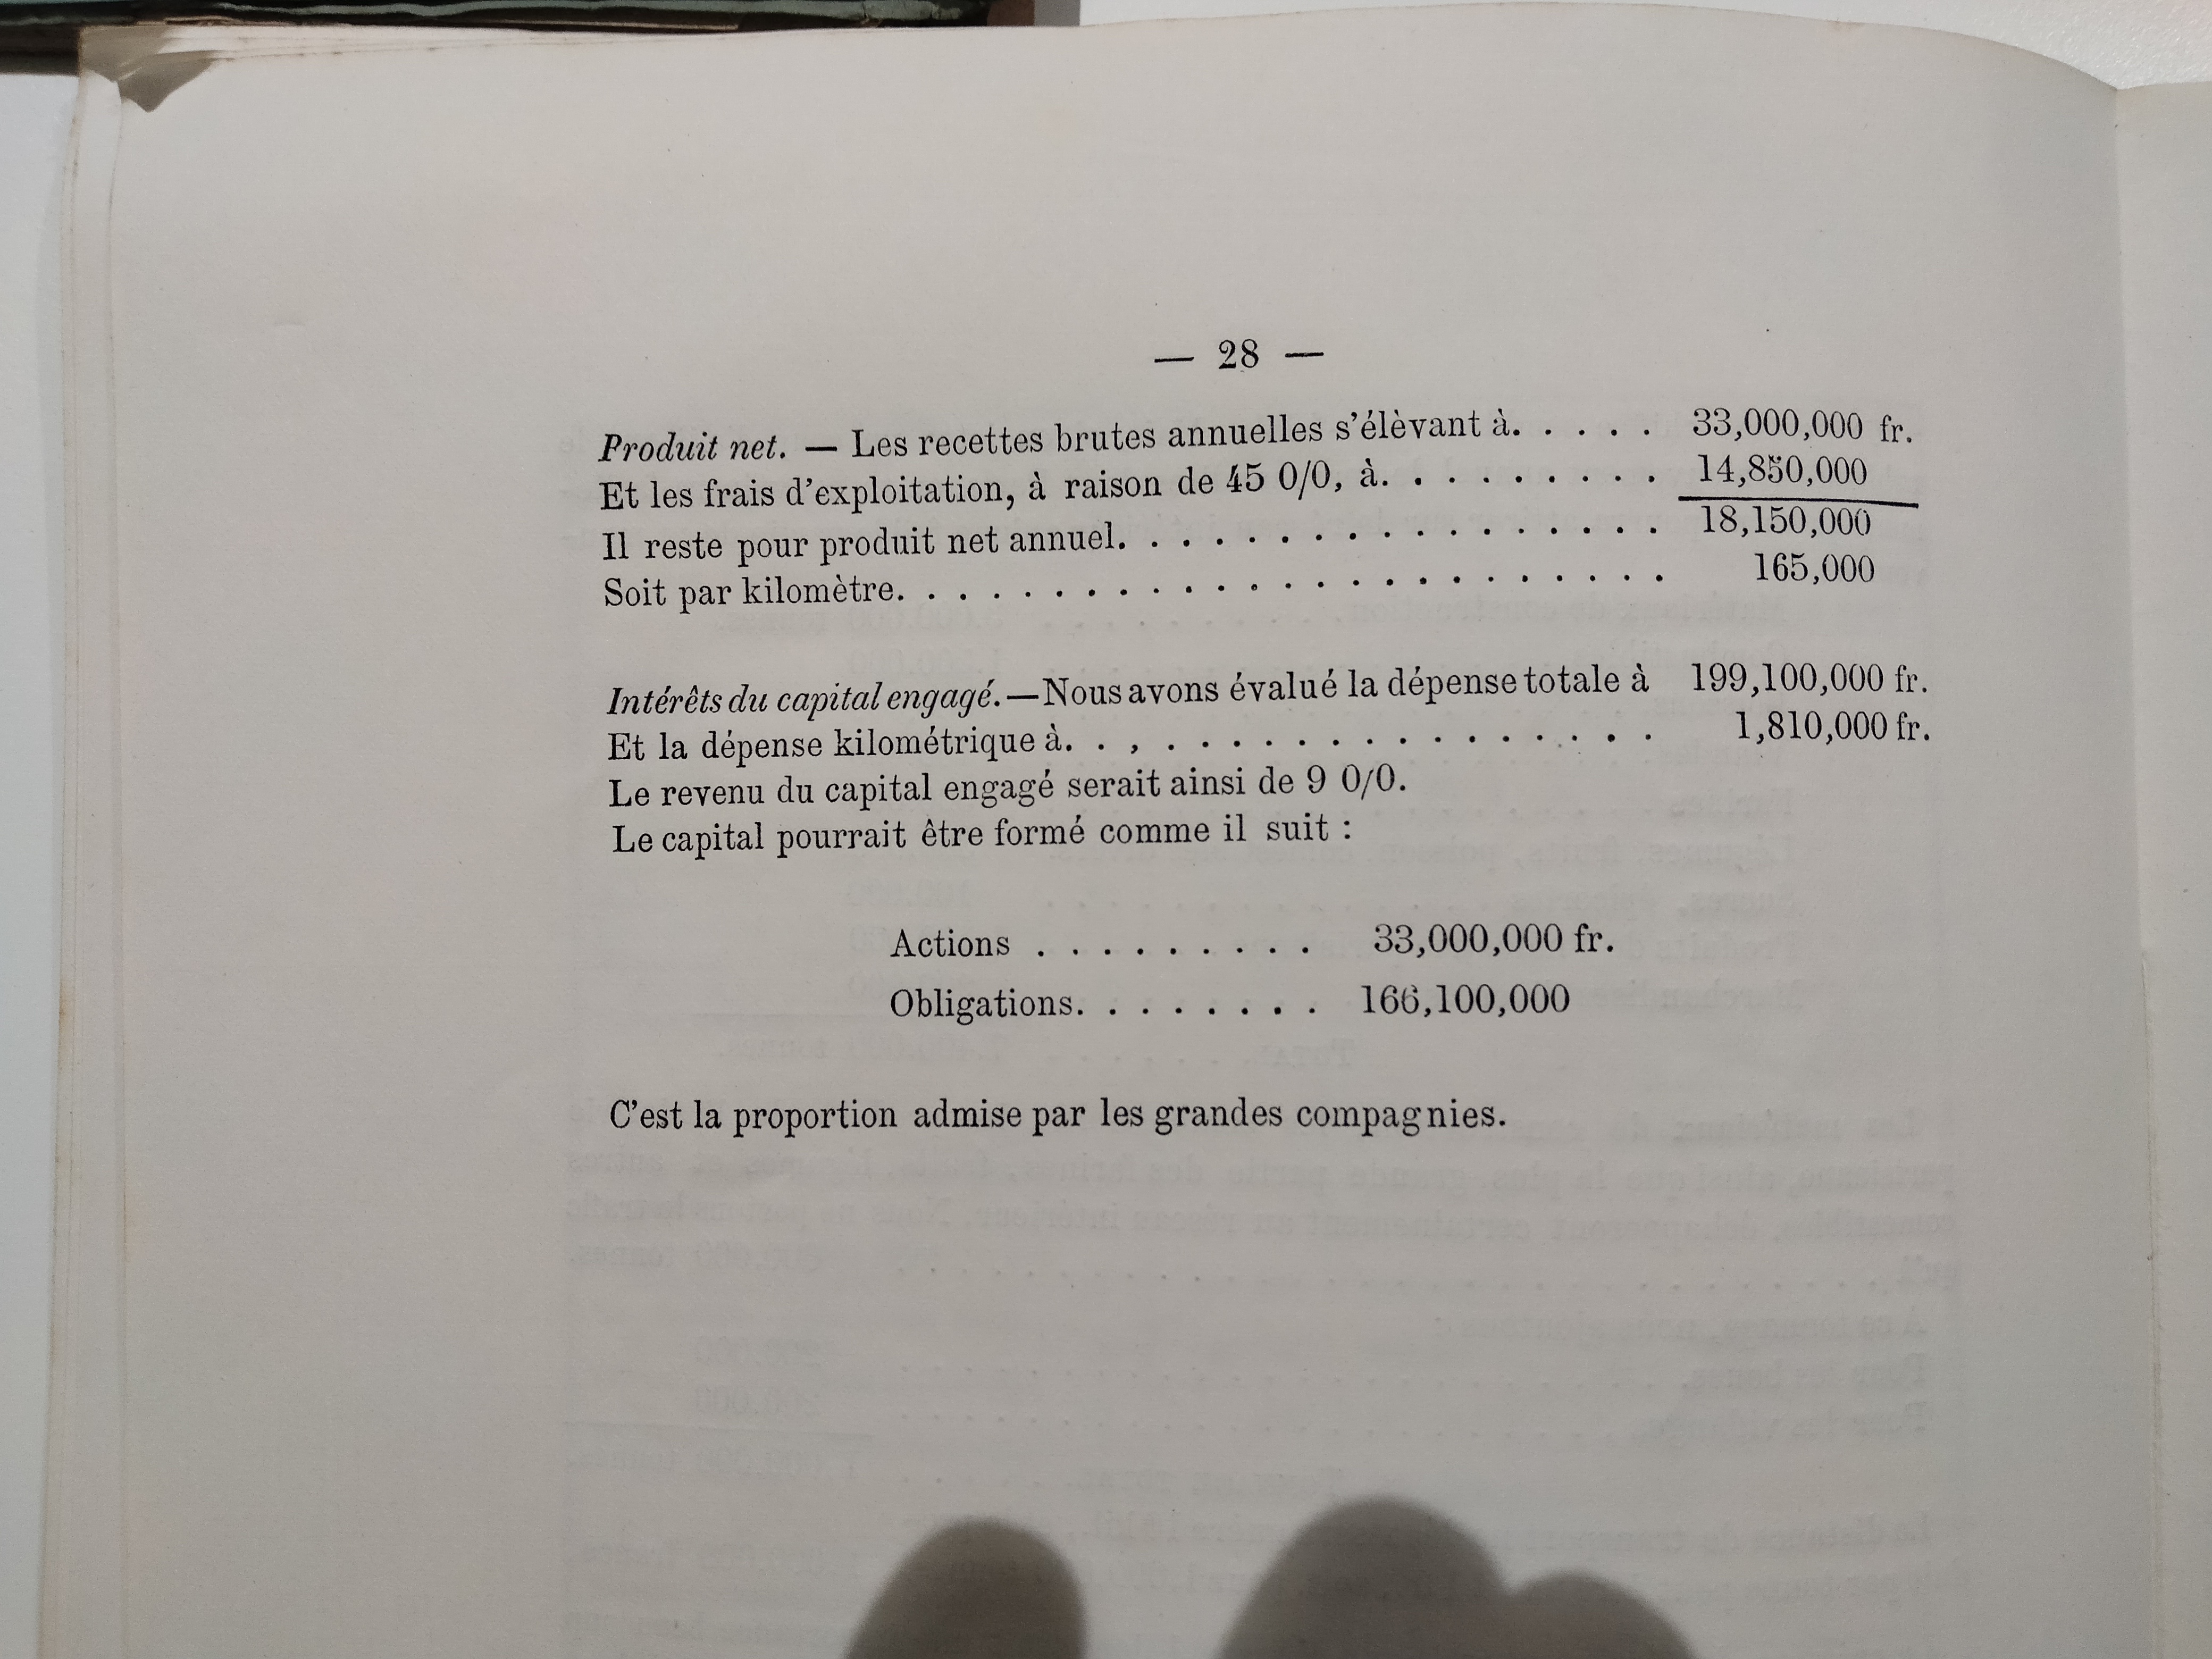 — 28 —
Produit net. — Les recettes brutes annuelles s'élèvant à. . . . . 33,000,000 fr.
Et les frais d'exploitation, à raison de 45 0/0, à. . . . . . . . . 14,850,000
Il reste pour produit net annuel. . . . . . . . . . . . . . . . . 18,150,000
Soit par kilomètre. . . . . . . . . . . . . . . . . . . . . . . . 165,000
Intérêts du capital engagé. — Nous avons évalué la dépense totale à 199,100,000 fr.
Et la dépense kilométrique à. . , . . . . . . . . . . . . . . . 1,810,000 fr.
Le revenu du capital engagé serait ainsi de 9 0/0.
Le capital pourrait être formé comme il suit :
Actions . . . . . . . . . 33,000,000 fr.
Obligations. . . . . . . . 166,100,000
C'est la proportion admise par les grandes compagnies.